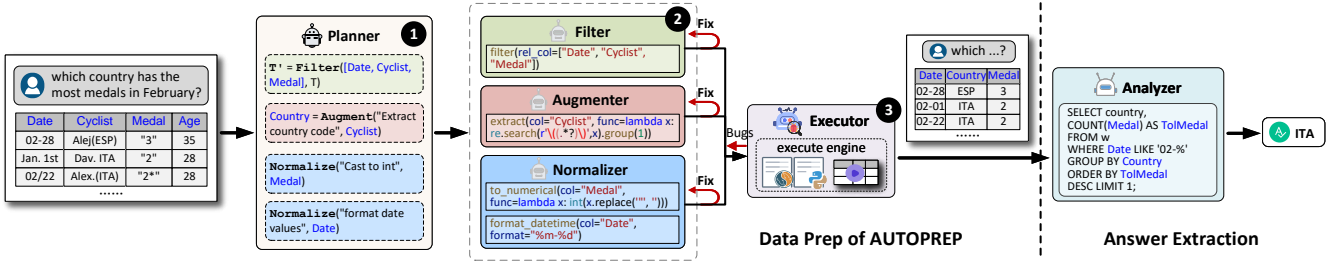 which country has the
most medals in February?
Date Cyclist Medal Age
02-28 Alej(ESP) "3" 35
Jan. 1st Dav. ITA "2" 28
02/22 Alex.(ITA) "2*" 28
......
Planner
1
T' = Filter([Date, Cyclist,
Medal], T)
Country = Augment("Extract
country code", Cyclist)
Normalize("Cast to int",
Medal)
Normalize("format date
values", Date)
2
Filter
filter(rel_col=["Date", "Cyclist",
"Medal"])
Augmenter
extract(col="Cyclist", func=lambda x:
re.search(r'\((.*?)\)',x).group(1))
Normalizer
to_numerical(col="Medal",
func=lambda x: int(x.replace('"', '')))
format_datetime(col="Date",
format="%m-%d")
Fix
Fix
Fix
Bugs
3
Executor
execute engine
which ...?
Date Country Medal
02-28 ESP 3
02-01 ITA 2
02-22 ITA 2
......
Data Prep of AUTOPREP
Analyzer
SELECT country,
COUNT(Medal) AS TolMedal
FROM w
WHERE Date LIKE '02-%'
GROUP BY Country
ORDER BY TolMedal
DESC LIMIT 1;
ITA
Answer Extraction